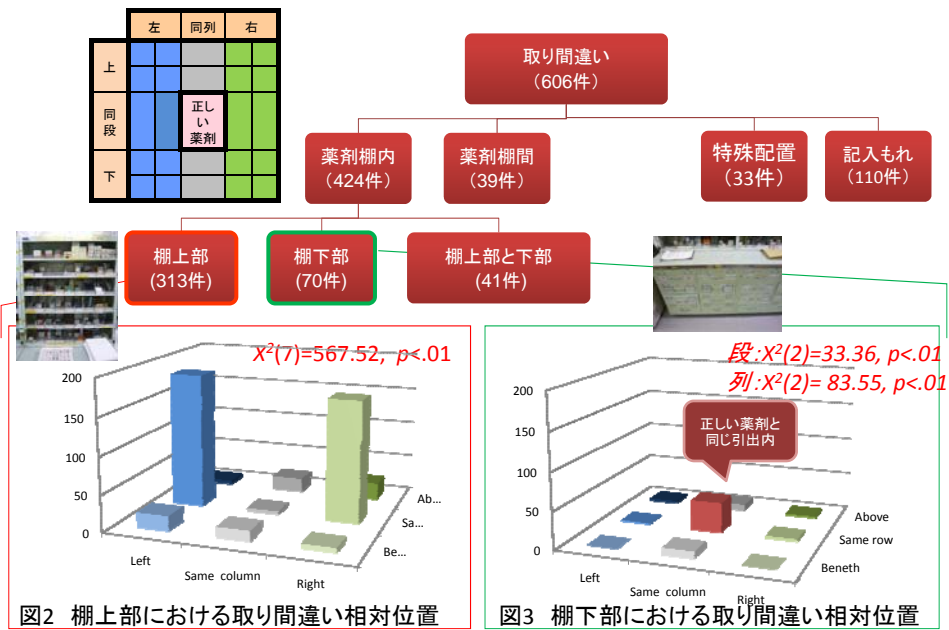 左 同列 右
上
同
段
下
正し
い
薬剤
取り間違い
(606件)
薬剤棚内
(424件)
薬剤棚間
(39件)
特殊配置
(33件)
記入もれ
(110件)
棚上部
(313件)
棚下部
(70件)
棚上部と下部
(41件)
X²(7)=567.52, p<.01
200
150
100
50
0
Left
Same column
Right
Ab...
Sa...
Be...
図2 棚上部における取り間違い相対位置
段:X²(2)=33.36, p<.01
列:X²(2)= 83.55, p<.01
正しい薬剤と
同じ引出内
200
150
100
50
0
Left
Same column
Right
Above
Same row
Beneth
図3 棚下部における取り間違い相対位置